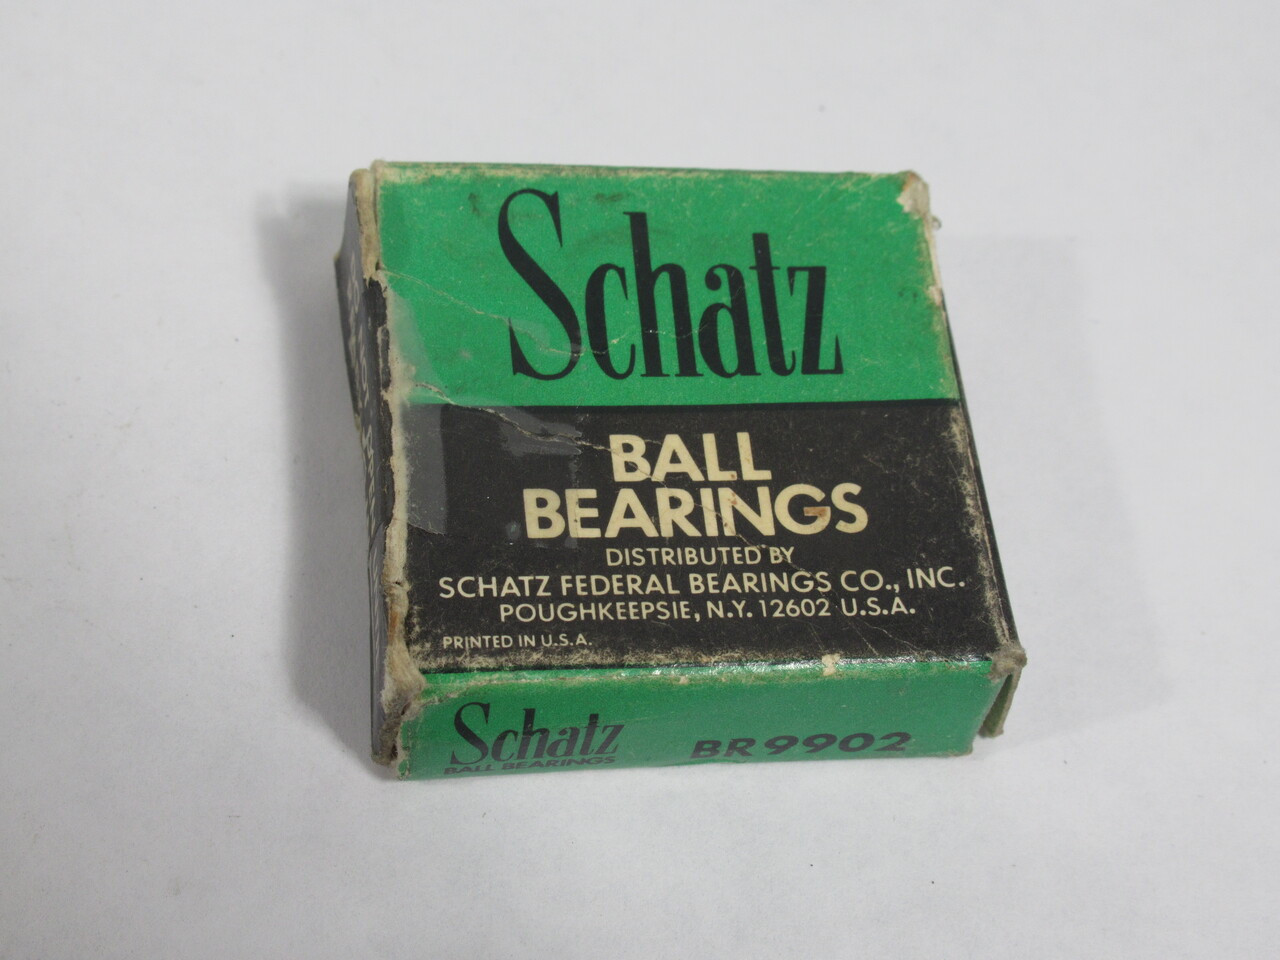 Schatz
BALL
BEARINGS
DISTRIBUTED BY
SCHATZ FEDERAL BEARINGS CO., INC.
POUGHKEEPSIE, N.Y. 12602 U.S.A.
PRINTED IN U.S.A.
Schatz
BALL BEARINGS
BR9902